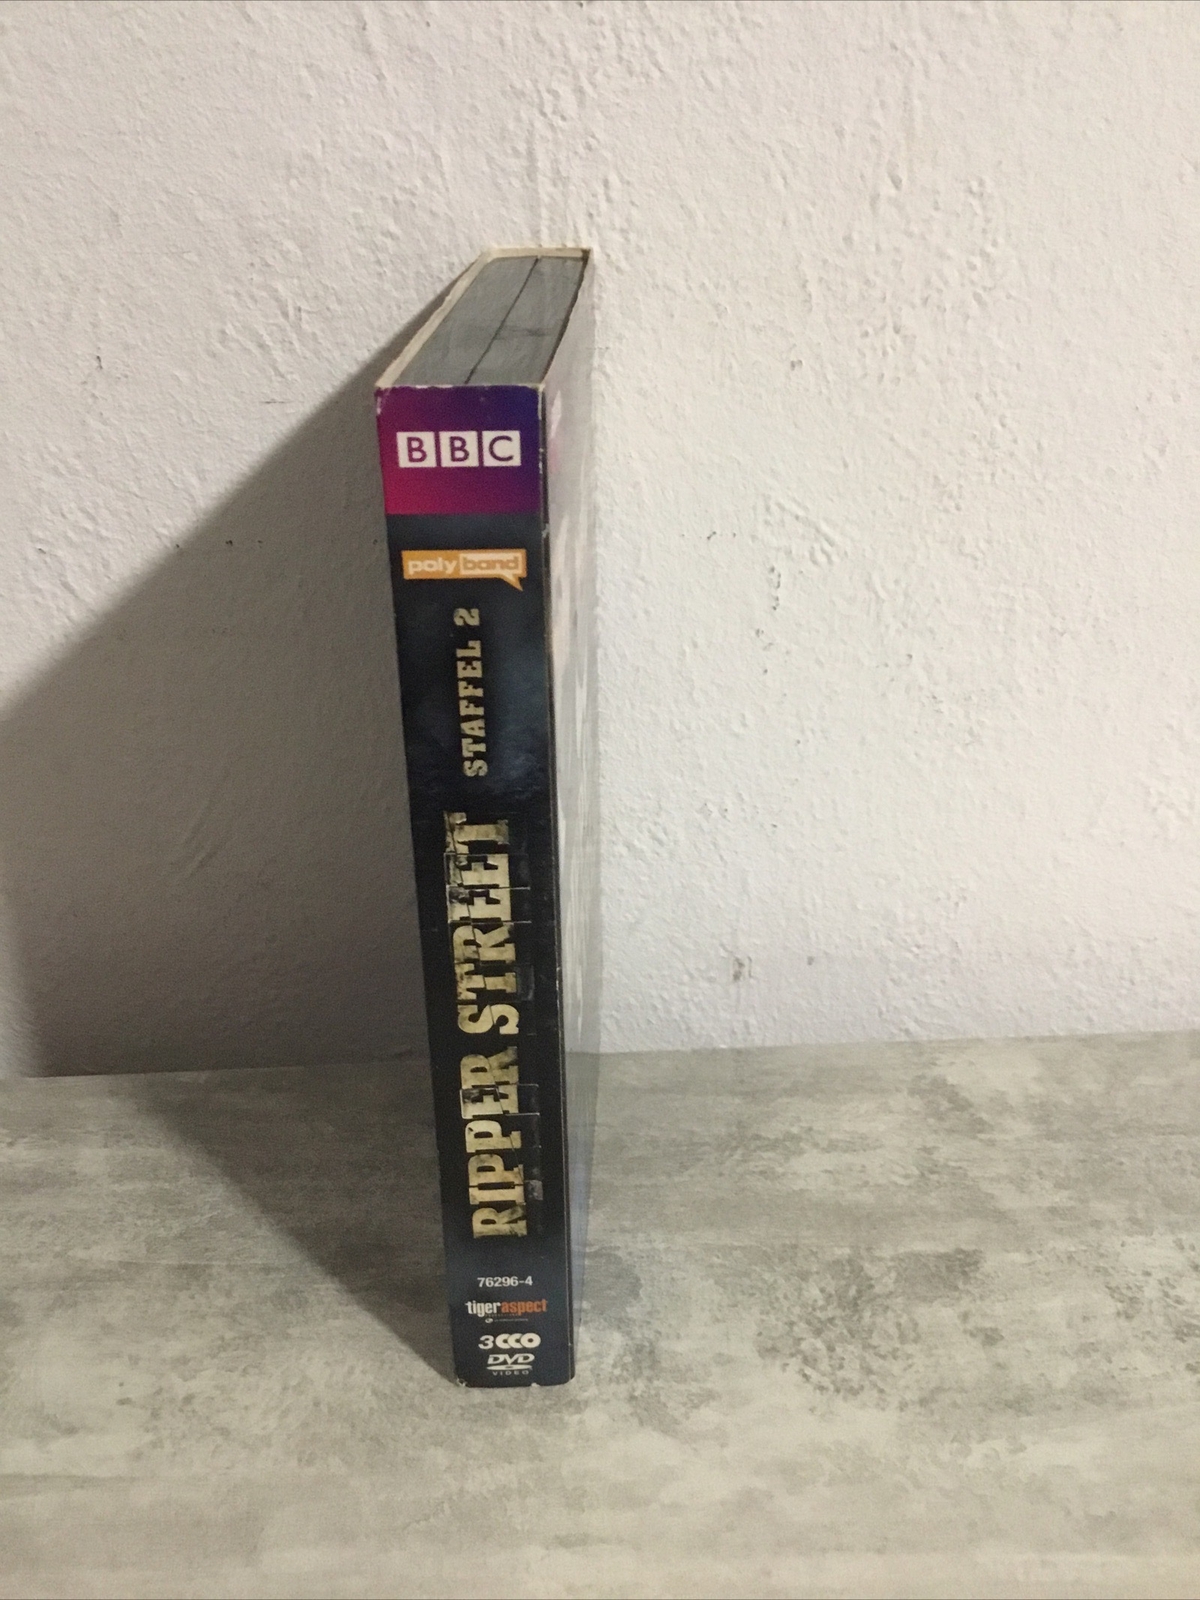 BBC
polyband
RIPPER STREET STAFFEL 2
76296-4
tigeraspect
3
DVD
VIDEO